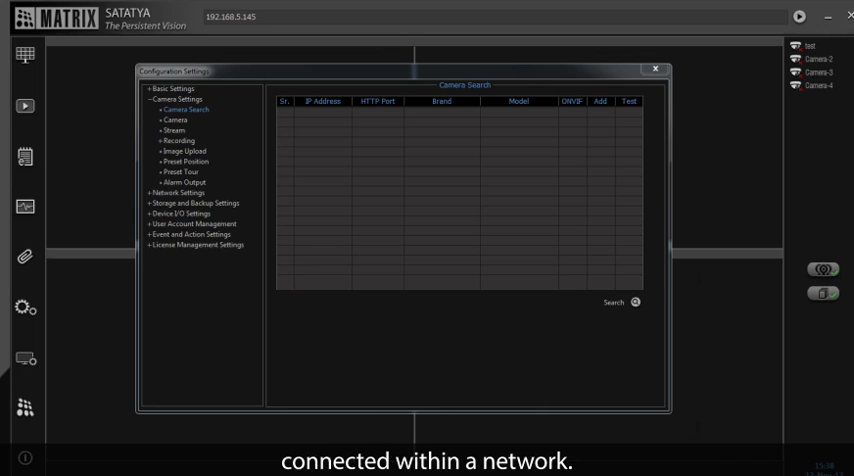 MATRIX
SATATYA
The Persistent Vision
192.168.5.145
test
Camera-2
Camera-3
Camera-4
Configuration Settings
Basic Settings
Camera Settings
Camera Search
Camera
Stream
Recording
Image Upload
Preset Position
Preset Tour
Alarm Output
Network Settings
Storage and Backup Settings
Device I/O Settings
User Account Management
Event and Action Settings
License Management Settings
Camera Search
Sr. IP Address HTTP Port Brand Model ONVIF Add Test
Search
connected within a network.
15:38